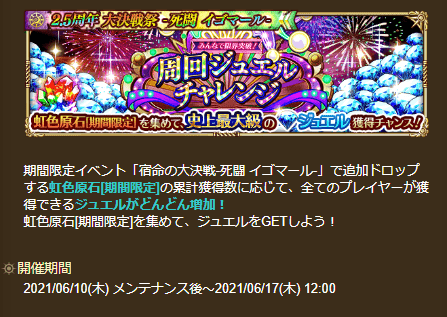 2.5周年 大決戦祭 -死闘 イゴマール-
みんなで限界突破!
周回ジュエル
チャレンジ
虹色原石[期間限定]を集めて、史上最大級のジュエル獲得チャンス!
期間限定イベント「宿命の大決戦-死闘 イゴマール-」で追加ドロップ
する虹色原石[期間限定]の累計獲得数に応じて、全てのプレイヤーが獲
得できるジュエルがどんどん増加！
虹色原石[期間限定]を集めて、ジュエルをGETしよう！
開催期間
2021/06/10(木) メンテナンス後～2021/06/17(木) 12:00